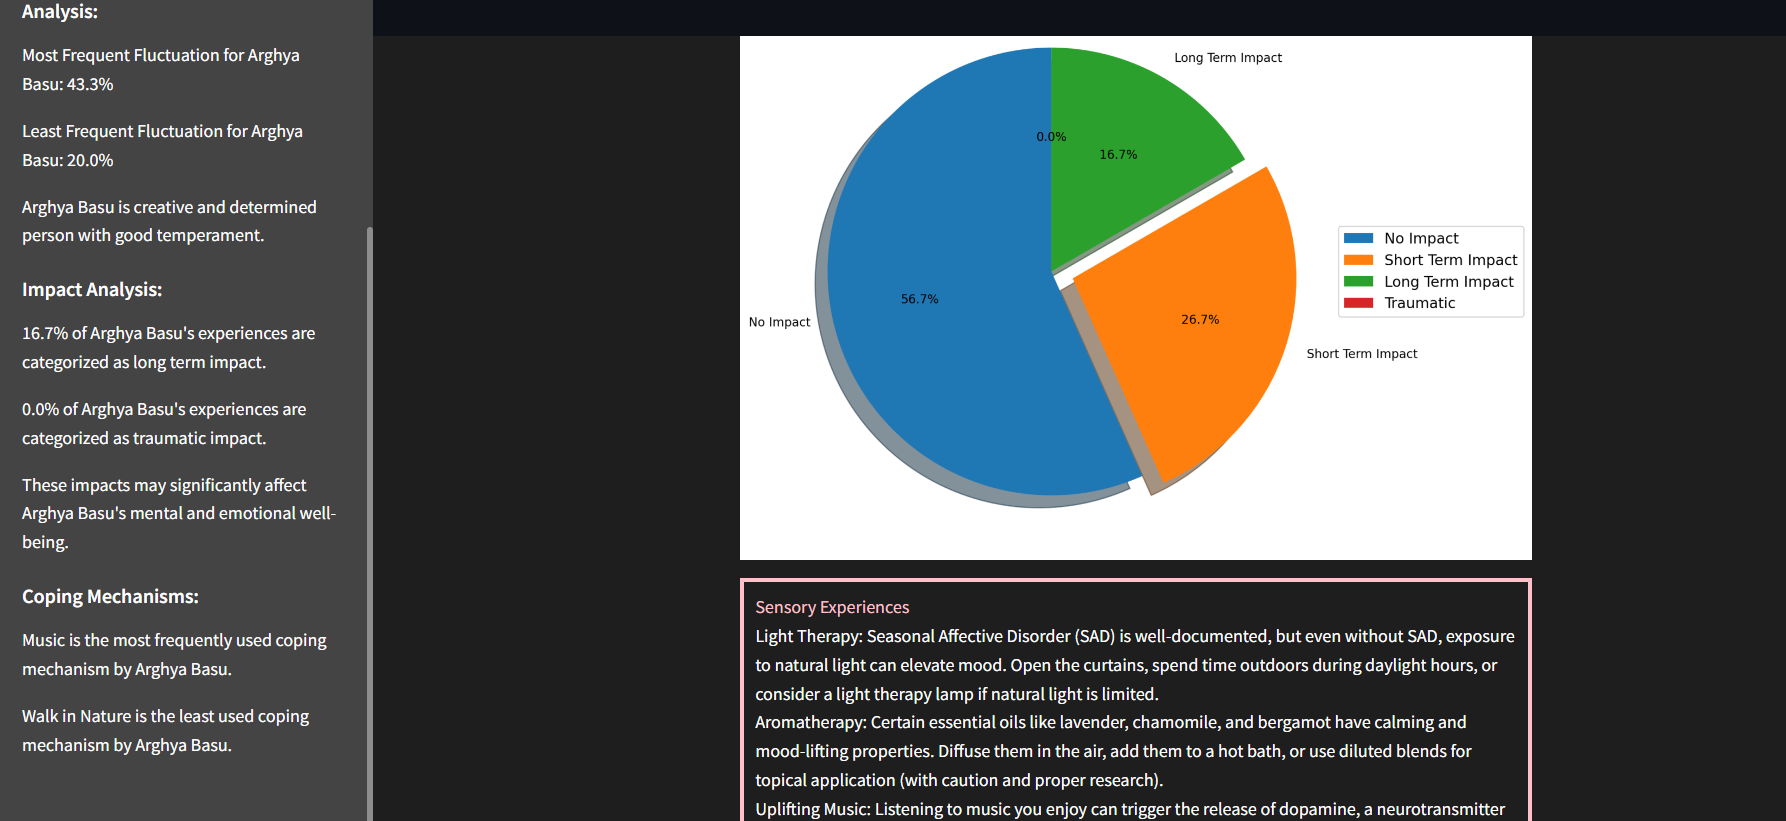 Analysis:
Most Frequent Fluctuation for Arghya
Basu: 43.3%
Least Frequent Fluctuation for Arghya
Basu: 20.0%
Arghya Basu is creative and determined
person with good temperament.
Impact Analysis:
16.7% of Arghya Basu's experiences are
categorized as long term impact.
0.0% of Arghya Basu's experiences are
categorized as traumatic impact.
These impacts may significantly affect
Arghya Basu's mental and emotional well-
being.
Coping Mechanisms:
Music is the most frequently used coping
mechanism by Arghya Basu.
Walk in Nature is the least used coping
mechanism by Arghya Basu.
Long Term Impact
0.0%
16.7%
56.7%
No Impact
26.7%
Short Term Impact
No Impact
Short Term Impact
Long Term Impact
Traumatic
Sensory Experiences
Light Therapy: Seasonal Affective Disorder (SAD) is well-documented, but even without SAD, exposure
to natural light can elevate mood. Open the curtains, spend time outdoors during daylight hours, or
consider a light therapy lamp if natural light is limited.
Aromatherapy: Certain essential oils like lavender, chamomile, and bergamot have calming and
mood-lifting properties. Diffuse them in the air, add them to a hot bath, or use diluted blends for
topical application (with caution and proper research).
Uplifting Music: Listening to music you enjoy can trigger the release of dopamine, a neurotransmitter